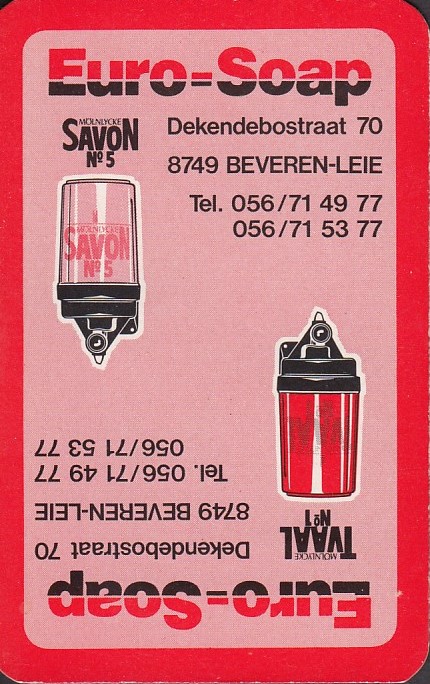 Euro-Soap
MÖLNLYCKE
SAVON
Nº5
Dekendebostraat 70
8749 BEVEREN-LEIE
Tel. 056/71 49 77
056/71 53 77
MÖLNLYCKE
SAVON
Nº5
Euro-Soap
MÖLNLYCKE
TVAAL
Nº1
Dekendebostraat 70
8749 BEVEREN-LEIE
Tel. 056/71 49 77
056/71 53 77